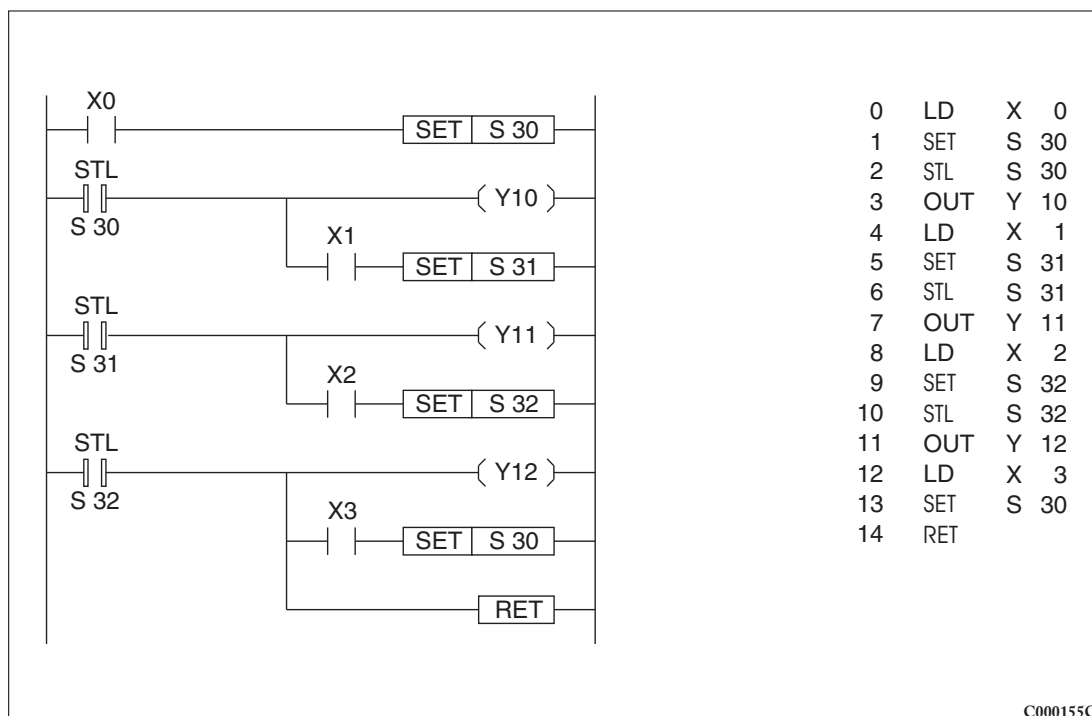 X0
SET S 30
STL
Y10
S 30
X1
SET S 31
STL
Y11
S 31
X2
SET S 32
STL
Y12
S 32
X3
SET S 30
RET
0 LD X 0
1 SET S 30
2 STL S 30
3 OUT Y 10
4 LD X 1
5 SET S 31
6 STL S 31
7 OUT Y 11
8 LD X 2
9 SET S 32
10 STL S 32
11 OUT Y 12
12 LD X 3
13 SET S 30
14 RET
C000155C